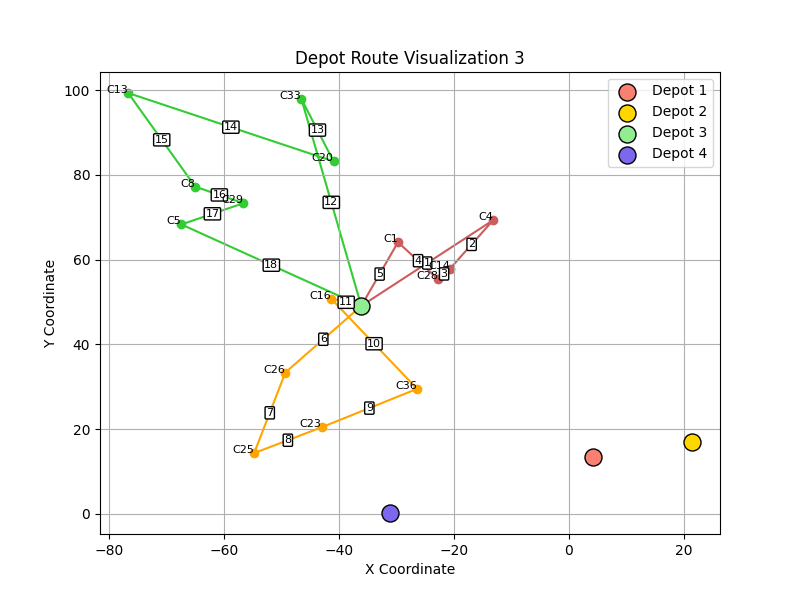 Depot Route Visualization 3
Depot 1
Depot 2
Depot 3
Depot 4
C13
C33
C20
C8
C29
C5
C4
C1
C14
C28
C16
C26
C36
C23
C25
1
2
3
4
5
6
7
8
9
10
11
12
13
14
15
16
17
18
100
80
60
40
20
0
Y Coordinate
−80
−60
−40
−20
0
20
X Coordinate